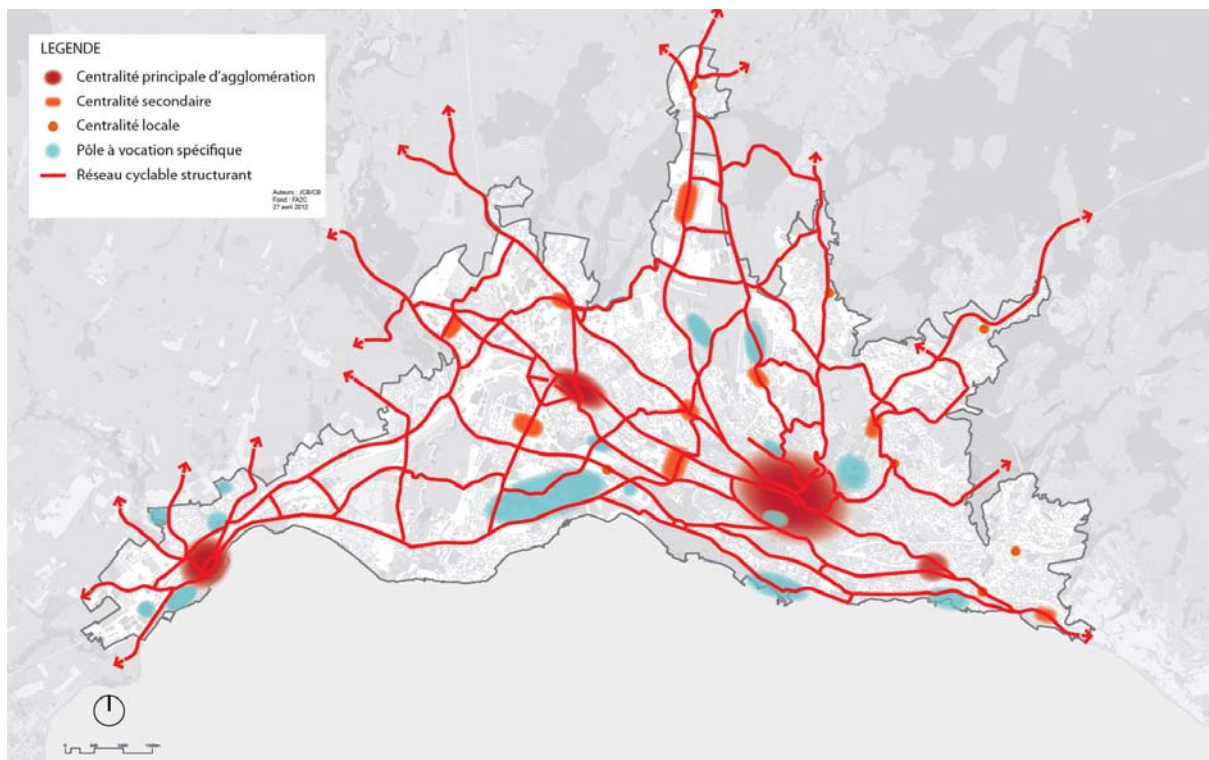 LEGENDE
Centralité principale d'agglomération
Centralité secondaire
Centralité locale
Pôle à vocation spécifique
Réseau cyclable structurant
Auteurs : JCB/CB
Fond : FA2C
27 avril 2012
0